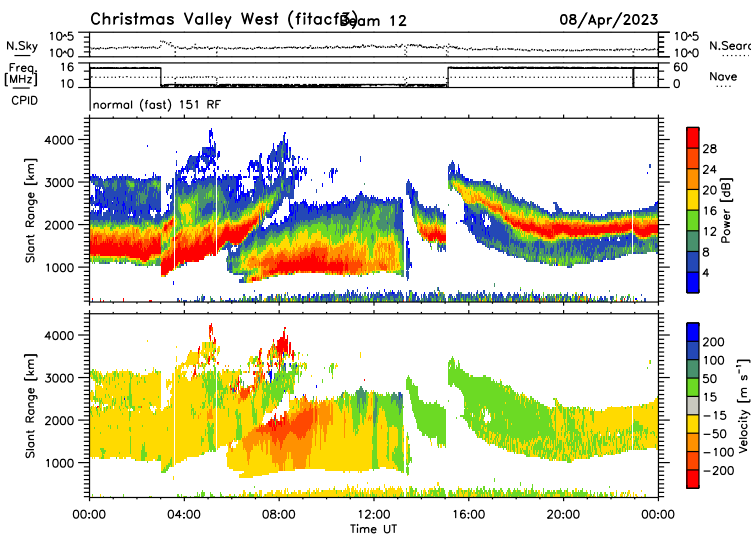 Christmas Valley West (fitacf3) Beam 12 08/Apr/2023
N.Sky 10^5 10^0 10^5 10^0 N.Searc
Freq. [MHz] 16 10 8 60 0 Nave
CPID normal (fast) 151 RF
Slant Range [km] 4000 3000 2000 1000
28 24 20 16 12 8 4 Power [dB]
Slant Range [km] 4000 3000 2000 1000
200 100 50 15 -15 -50 -100 -200 Velocity [m s⁻¹]
00:00 04:00 08:00 12:00 16:00 20:00 00:00
Time UT